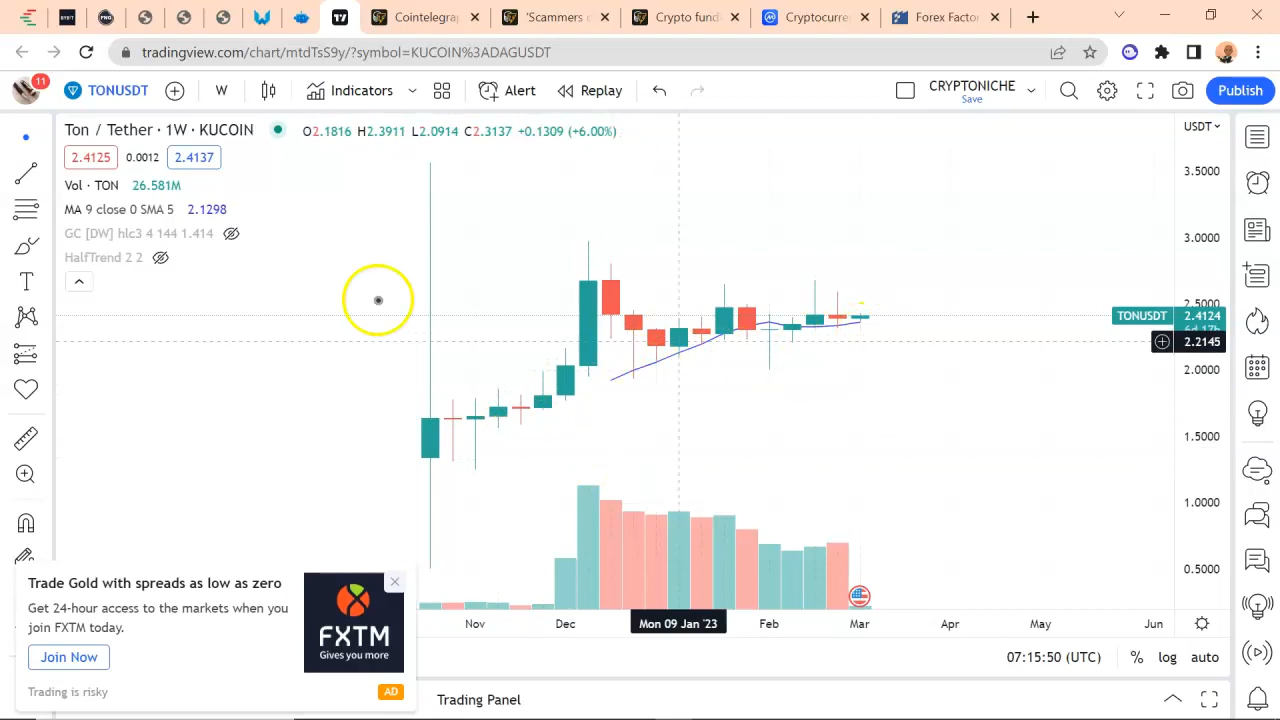 Cointelegr
'Sammers d
Crypto fund
Cryptocurre
Forex Factor
tradingview.com/chart/mtdTsS9y/?symbol=KUCOIN%3ADAGUSDT
11
TONUSDT
W
Indicators
Alert
Replay
CRYPTONICHE
Save
Publish
Ton / Tether · 1W · KUCOIN
O2.1816 H2.3911 L2.0914 C2.3137 +0.1309 (+6.00%)
USDT
2.4125 0.0012 2.4137
Vol · TON 26.581M
MA 9 close 0 SMA 5 2.1298
GC [DW] hlc3 4 144 1.414
HalfTrend 2 2
3.5000
3.0000
2.5000
TONUSDT 2.4124
6d 17h
2.2145
2.0000
1.5000
1.0000
0.5000
Nov
Dec
Mon 09 Jan '23
Feb
Mar
Apr
May
Jun
Trade Gold with spreads as low as zero
Get 24-hour access to the markets when you
join FXTM today.
Join Now
Trading is risky
FXTM
Gives you more
AD
07:15:50 (UTC)
%
log
auto
Trading Panel